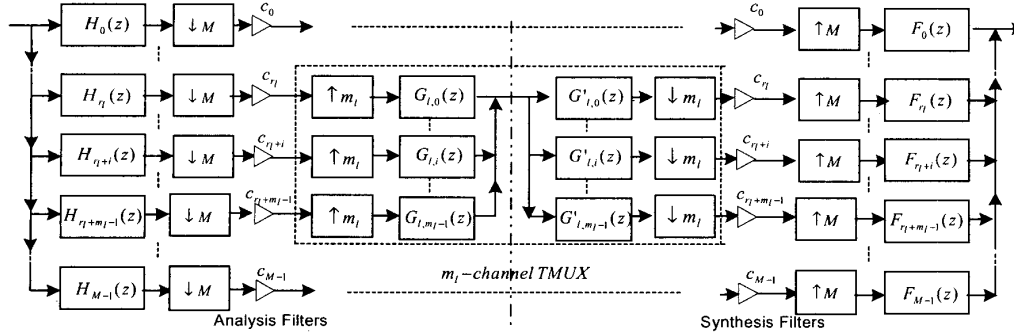 H_0(z) ↓M c_0 c_0 ↑M F_0(z)
H_{r_l}(z) ↓M c_{r_l} ↑m_l G_{l,0}(z) G'_{l,0}(z) ↓m_l c_{r_l} ↑M F_{r_l}(z)
H_{r_l+i}(z) ↓M c_{r_l+i} ↑m_l G_{l,i}(z) G'_{l,i}(z) ↓m_l c_{r_l+i} ↑M F_{r_l+i}(z)
H_{r_l+m_l-1}(z) ↓M c_{r_l+m_l-1} ↑m_l G_{l,m_l-1}(z) G'_{l,m_l-1}(z) ↓m_l c_{r_l+m_l-1} ↑M F_{r_l+m_l-1}(z)
m_l-channel TMUX
H_{M-1}(z) ↓M c_{M-1} c_{M-1} ↑M F_{M-1}(z)
Analysis Filters Synthesis Filters